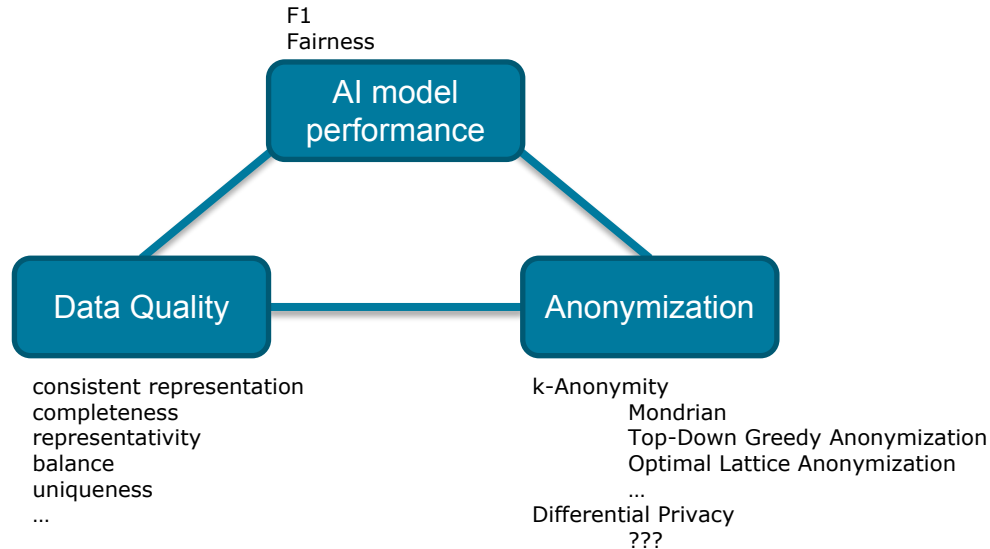 F1
Fairness
AI model
performance
Data Quality
Anonymization
consistent representation
completeness
representativity
balance
uniqueness
…
k-Anonymity
Mondrian
Top-Down Greedy Anonymization
Optimal Lattice Anonymization
…
Differential Privacy
???